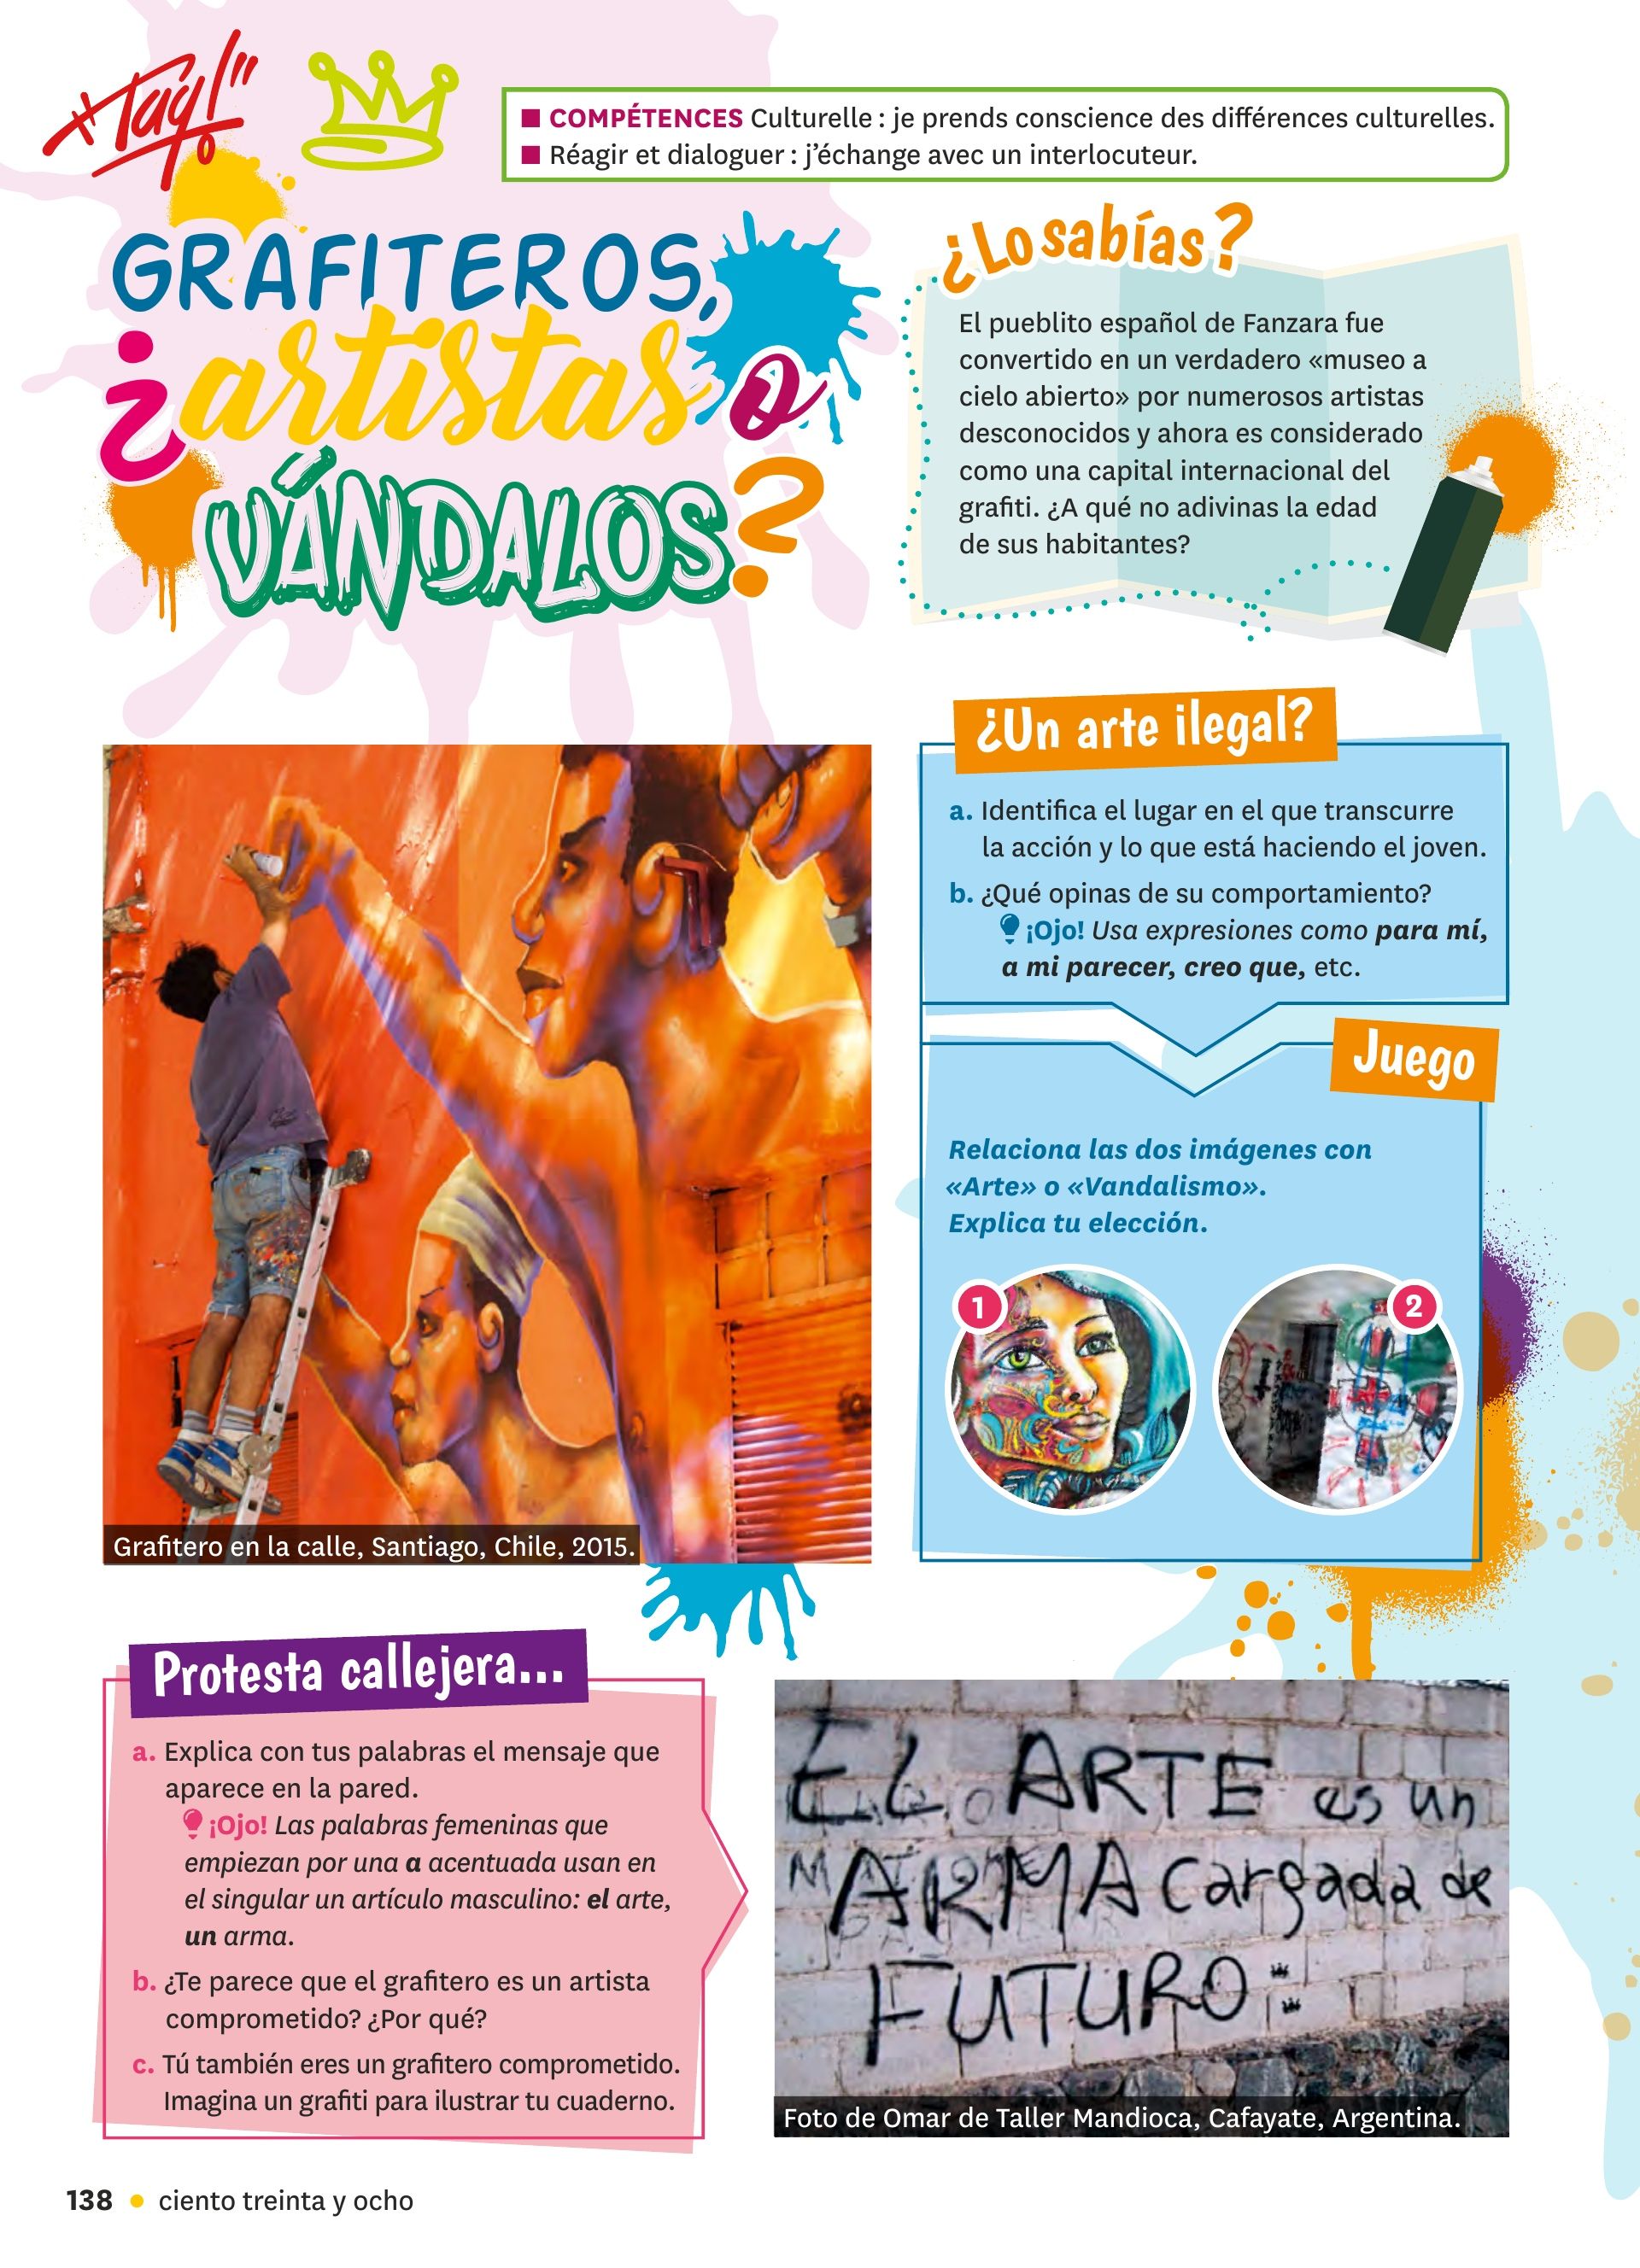 Tag!
■ COMPÉTENCES Culturelle : je prends conscience des différences culturelles.
■ Réagir et dialoguer : j'échange avec un interlocuteur.
GRAFITEROS,
¿artistas o
VÁNDALOS?
¿Lo sabías?
El pueblito español de Fanzara fue
convertido en un verdadero «museo a
cielo abierto» por numerosos artistas
desconocidos y ahora es considerado
como una capital internacional del
grafiti. ¿A qué no adivinas la edad
de sus habitantes?
Grafitero en la calle, Santiago, Chile, 2015.
¿Un arte ilegal?
a. Identifica el lugar en el que transcurre
la acción y lo que está haciendo el joven.
b. ¿Qué opinas de su comportamiento?
¡Ojo! Usa expresiones como para mí,
a mi parecer, creo que, etc.
Juego
Relaciona las dos imágenes con
«Arte» o «Vandalismo».
Explica tu elección.
1
2
Protesta callejera...
a. Explica con tus palabras el mensaje que
aparece en la pared.
¡Ojo! Las palabras femeninas que
empiezan por una a acentuada usan en
el singular un artículo masculino: el arte,
un arma.
b. ¿Te parece que el grafitero es un artista
comprometido? ¿Por qué?
c. Tú también eres un grafitero comprometido.
Imagina un grafiti para ilustrar tu cuaderno.
EL ARTE es un
ARMA cargada de
FUTURO
Foto de Omar de Taller Mandioca, Cafayate, Argentina.
138 • ciento treinta y ocho